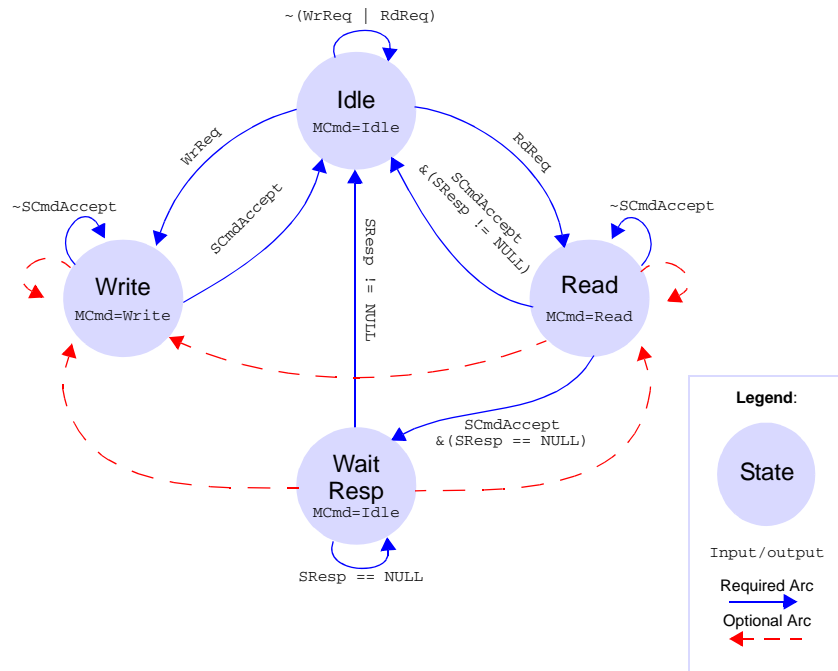 ~(WrReq | RdReq)
Idle
MCmd=Idle
WrReq
RdReq
SCmdAccept
SCmdAccept
&(SResp != NULL)
~SCmdAccept
~SCmdAccept
SResp != NULL
Write
MCmd=Write
Read
MCmd=Read
SCmdAccept
&(SResp == NULL)
Wait
Resp
MCmd=Idle
SResp == NULL
Legend:
State
Input/output
Required Arc
Optional Arc